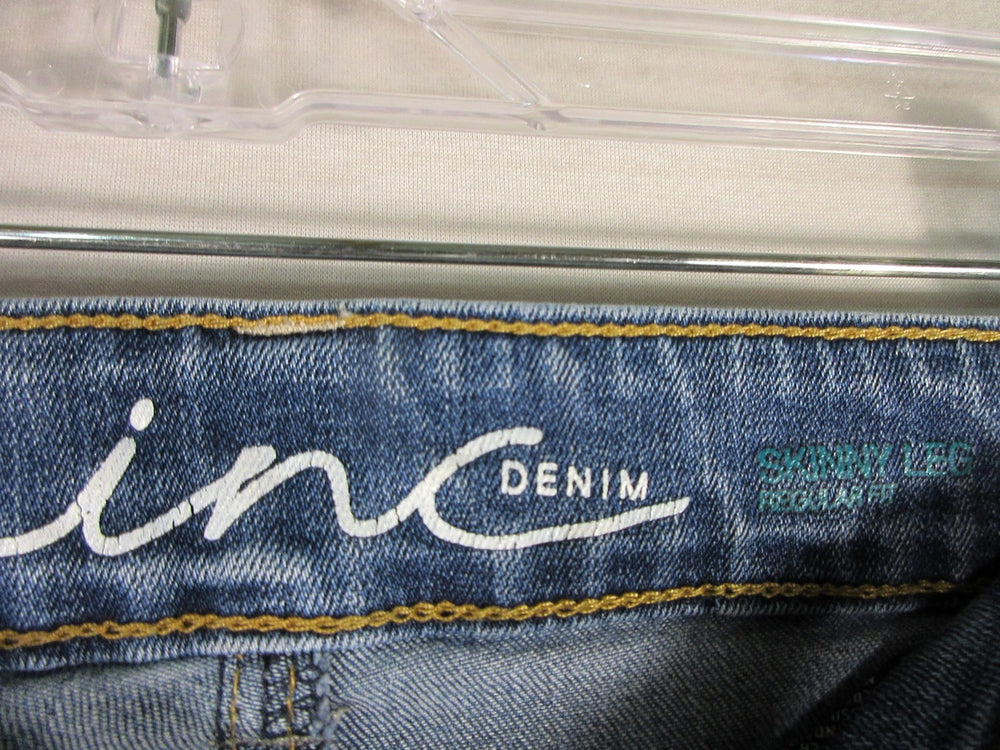 inc
DENIM
SKINNY LEG
REGULAR FIT